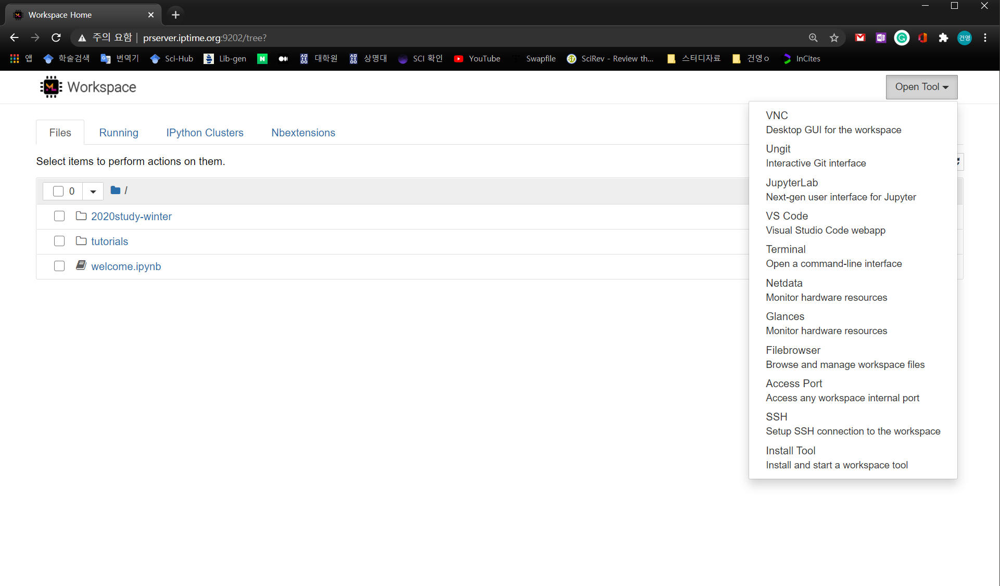 Workspace Home
주의 요함 prserver.iptime.org:9202/tree?
건영
앱 학술검색 번역기 Sci-Hub Lib-gen 대학원 상명대 SCI 확인 YouTube Swapfile SciRev - Review th... 스터디자료 건영ㅇ InCites
Workspace
Open Tool
Files Running IPython Clusters Nbextensions
Select items to perform actions on them.
0 /
2020study-winter
tutorials
welcome.ipynb
VNC
Desktop GUI for the workspace
Ungit
Interactive Git interface
JupyterLab
Next-gen user interface for Jupyter
VS Code
Visual Studio Code webapp
Terminal
Open a command-line interface
Netdata
Monitor hardware resources
Glances
Monitor hardware resources
Filebrowser
Browse and manage workspace files
Access Port
Access any workspace internal port
SSH
Setup SSH connection to the workspace
Install Tool
Install and start a workspace tool